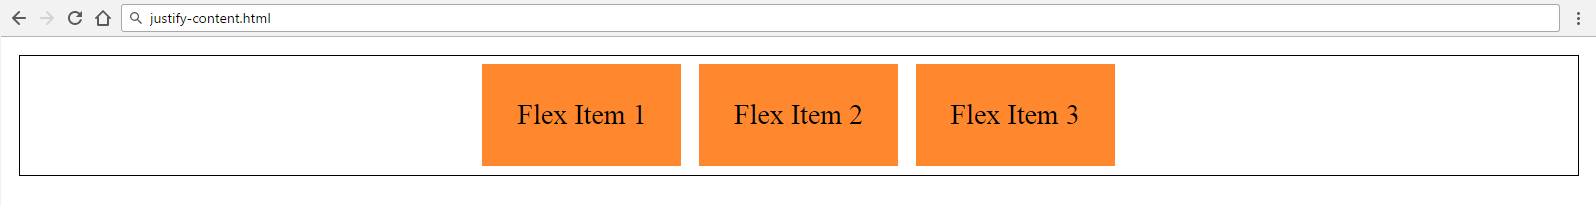 justify-content.html
Flex Item 1 Flex Item 2 Flex Item 3